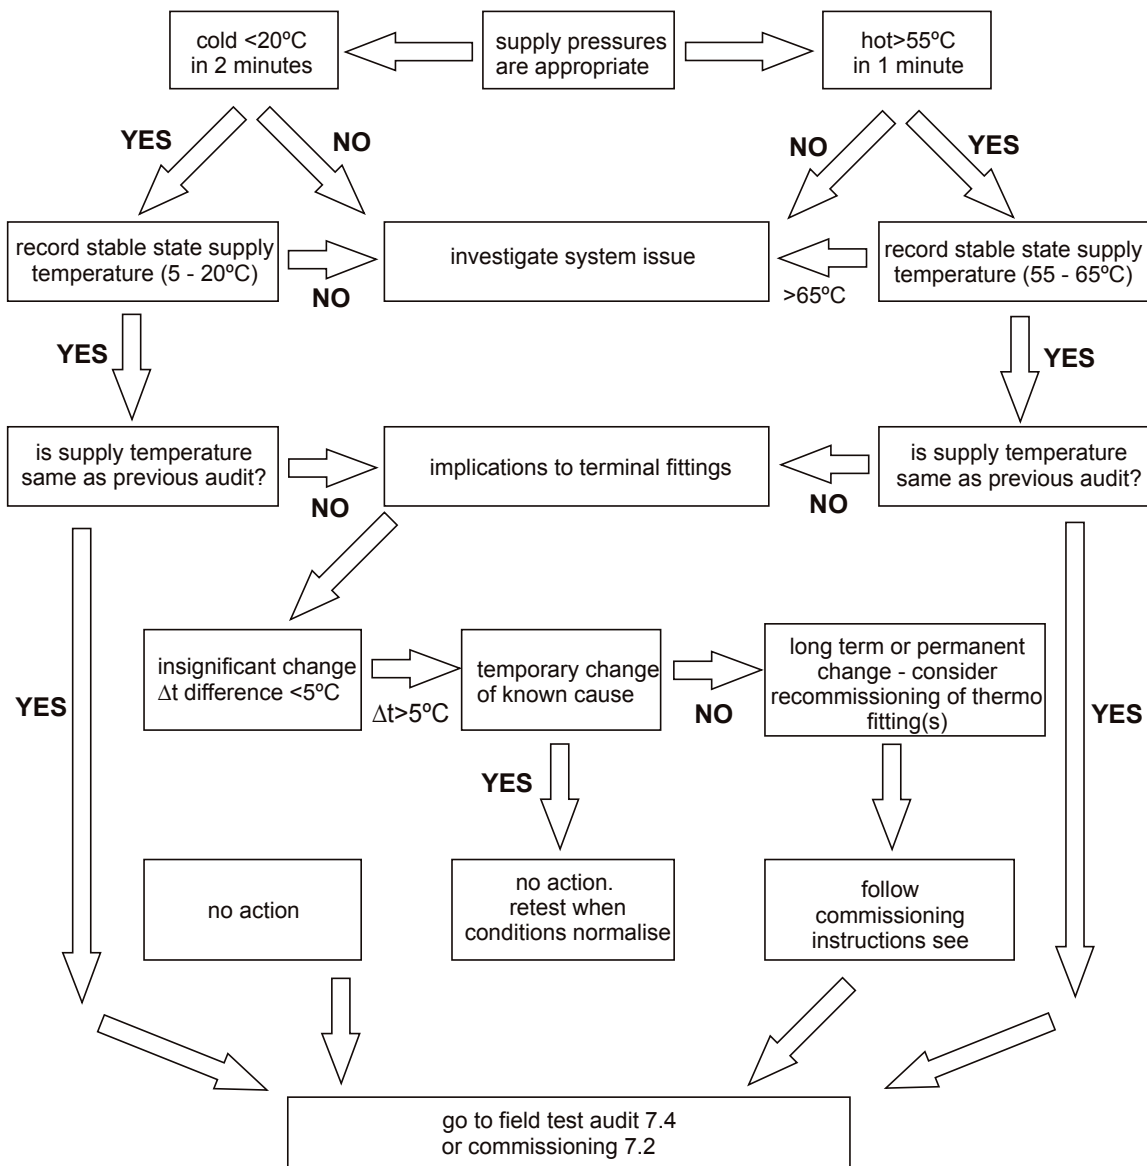 cold <20ºC
in 2 minutes
supply pressures
are appropriate
hot>55ºC
in 1 minute
YES
NO
NO
YES
record stable state supply
temperature (5 - 20ºC)
NO
investigate system issue
>65ºC
record stable state supply
temperature (55 - 65ºC)
YES
YES
is supply temperature
same as previous audit?
NO
implications to terminal fittings
NO
is supply temperature
same as previous audit?
insignificant change
Δt difference <5ºC
Δt>5ºC
temporary change
of known cause
NO
long term or permanent
change - consider
recommissioning of thermo
fitting(s)
YES
YES
YES
no action
no action.
retest when
conditions normalise
follow
commissioning
instructions see
go to field test audit 7.4
or commissioning 7.2